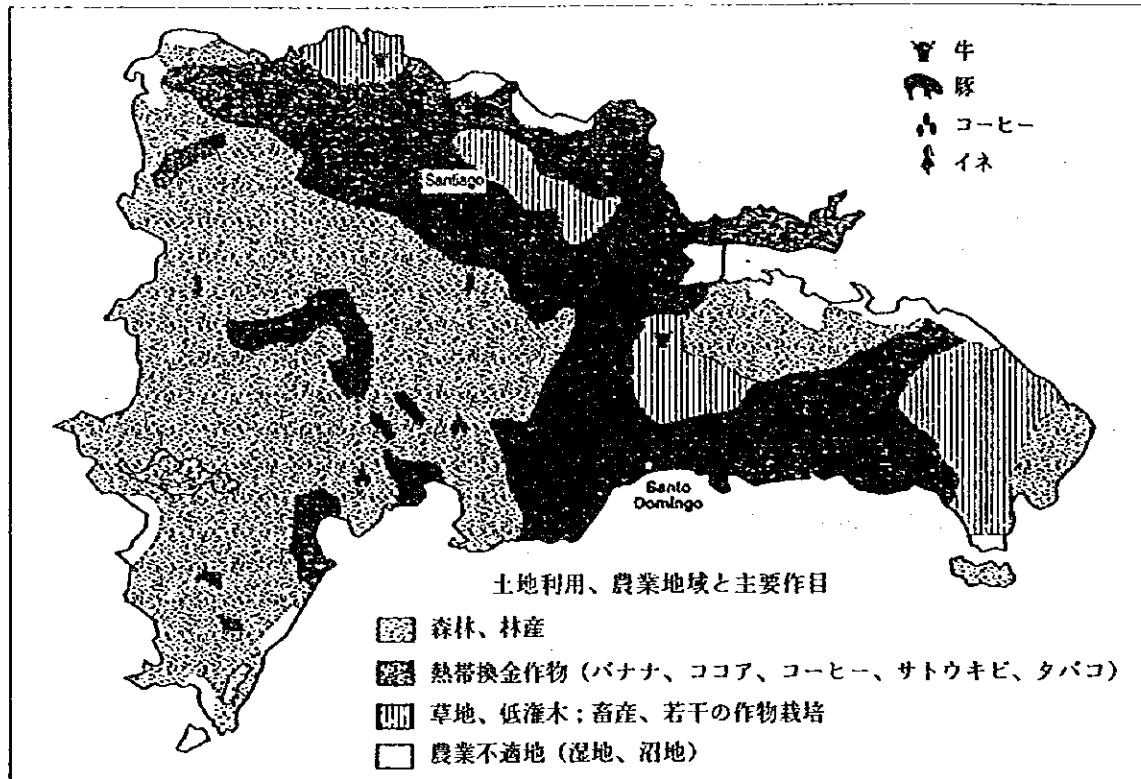 牛
豚
コーヒー
イネ
Santiago
Santo
Domingo
土地利用、農業地域と主要作目
森林、林産
熱帯換金作物（バナナ、ココア、コーヒー、サトウキビ、タバコ）
草地、低潅木；畜産、若干の作物栽培
農業不適地（湿地、沼地）